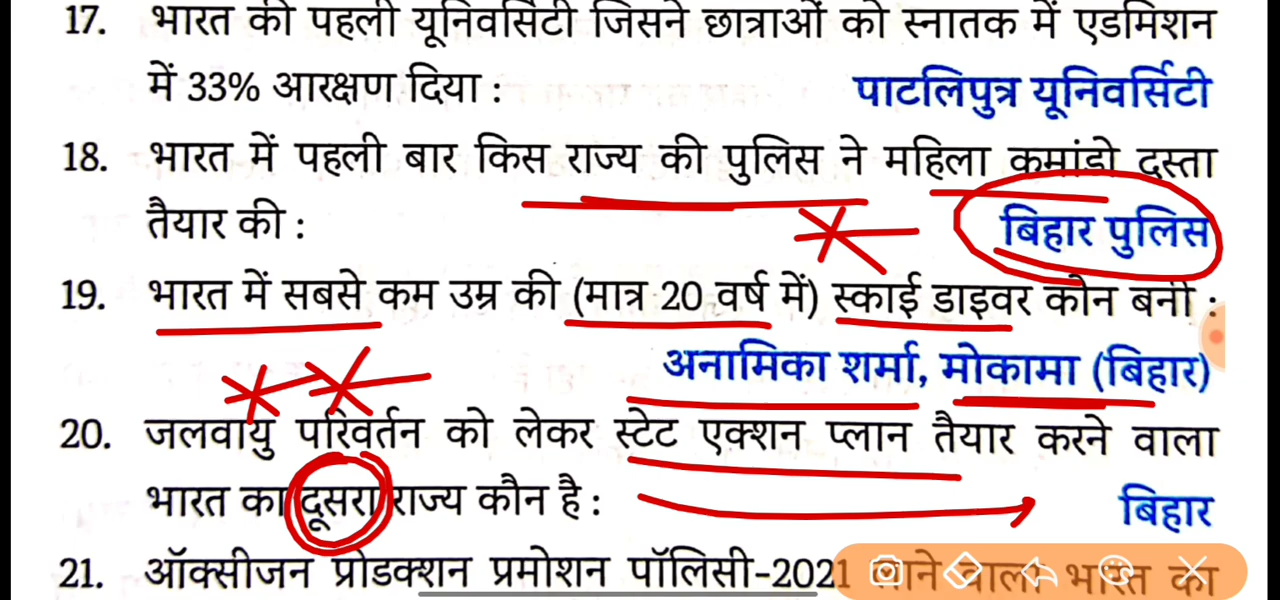 17. भारत की पहली यूनिवर्सिटी जिसने छात्राओं को स्नातक में एडमिशन
में 33% आरक्षण दिया : पाटलिपुत्र यूनिवर्सिटी
18. भारत में पहली बार किस राज्य की पुलिस ने महिला कमांडो दस्ता
तैयार की : बिहार पुलिस
19. भारत में सबसे कम उम्र की (मात्र 20 वर्ष में) स्काई डाइवर कौन बनी :
अनामिका शर्मा, मोकामा (बिहार)
20. जलवायु परिवर्तन को लेकर स्टेट एक्शन प्लान तैयार करने वाला
भारत का दूसरा राज्य कौन है : बिहार
21. ऑक्सीजन प्रोडक्शन प्रमोशन पॉलिसी-2021 लाने वाला भारत का